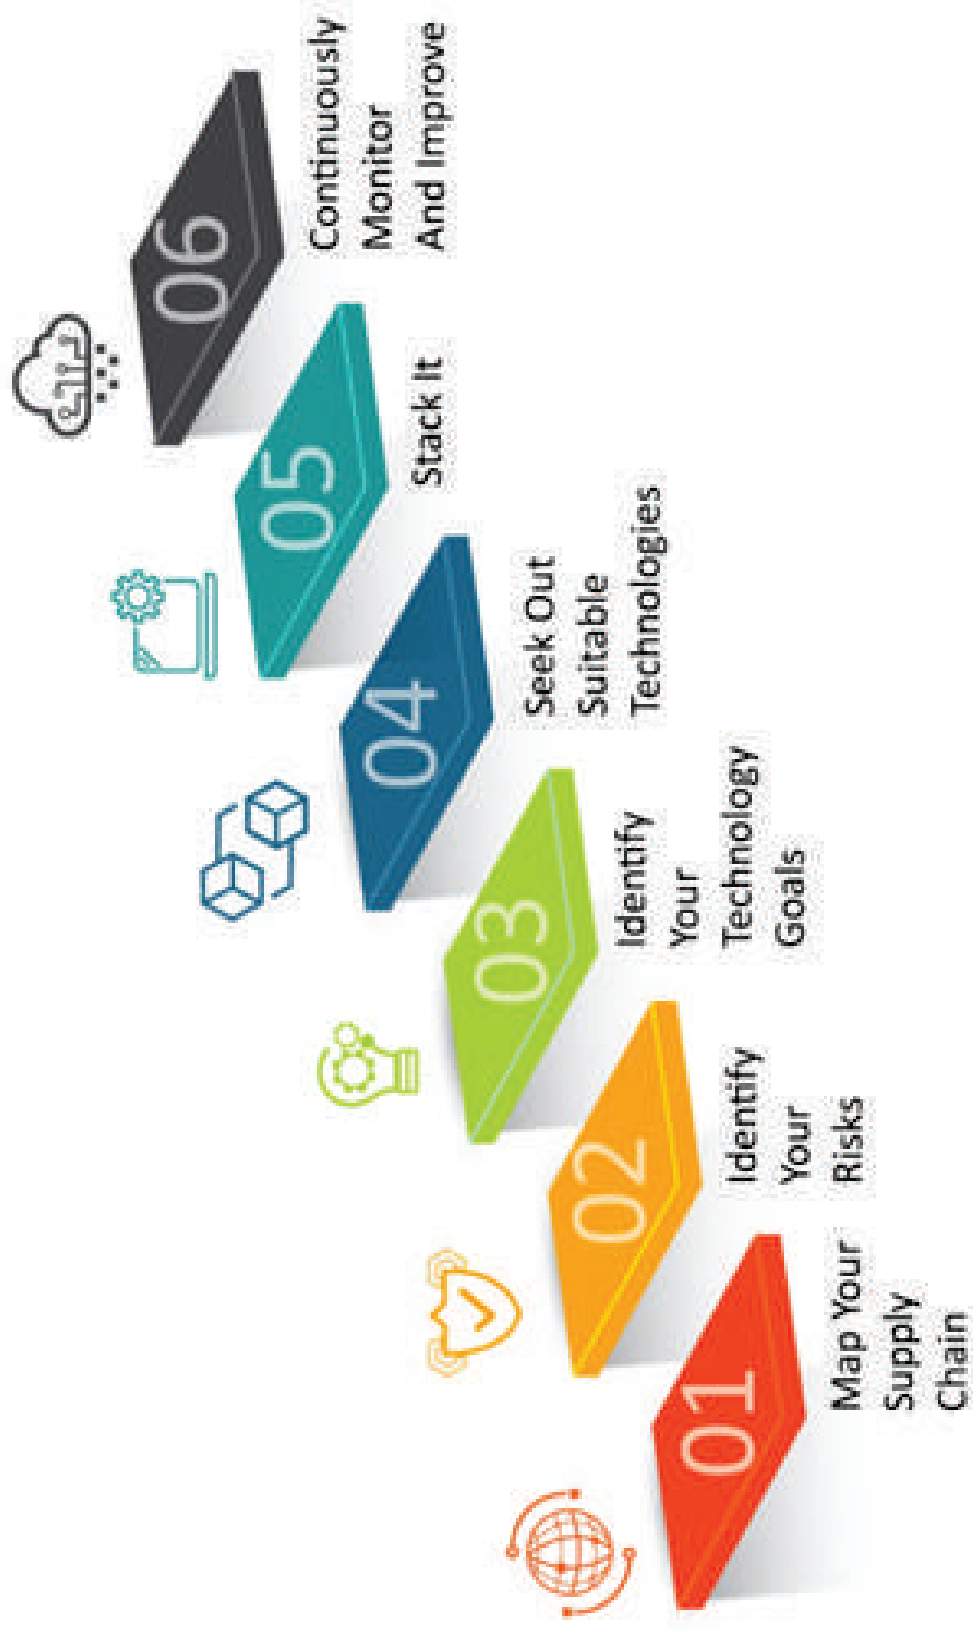 01
Map Your
Supply
Chain
02
Identify
Your
Risks
03
Identify
Your
Technology
Goals
04
Seek Out
Suitable
Technologies
05
Stack It
06
Continuously
Monitor
And Improve